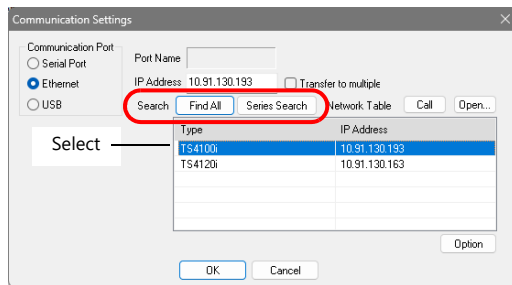 Communication Settings
Communication Port
Serial Port
Ethernet
USB
Port Name
IP Address 10.91.130.193 Transfer to multiple
Search Find All Series Search Network Table Call Open...
Select
Type IP Address
TS4100i 10.91.130.193
TS4120i 10.91.130.163
Option
OK Cancel